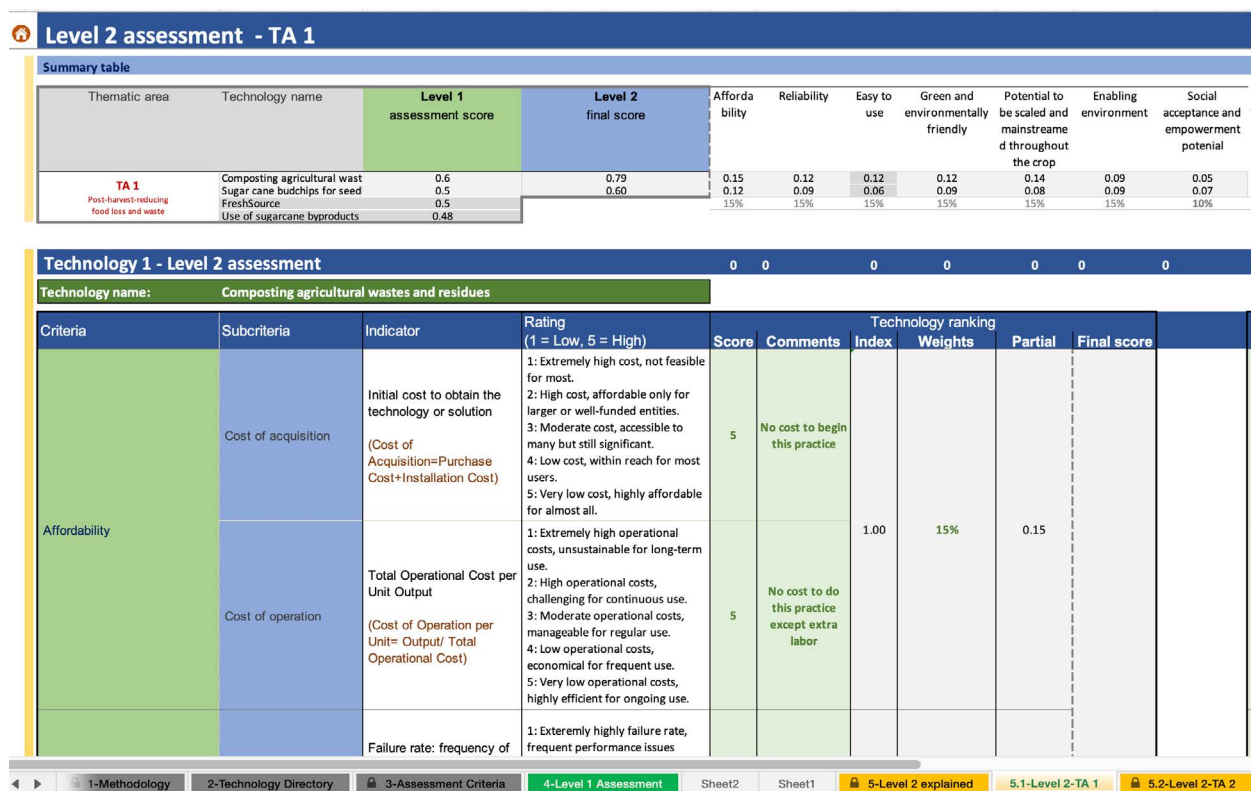 Level 2 assessment - TA 1
Summary table
Thematic area Technology name Level 1 Level 2 Afforda Reliability Easy to Green and Potential to Enabling Social
assessment score final score bility use environmentally be scaled and environment acceptance and
friendly mainstreame empowerment
d throughout potenial
the crop
Composting agricultural wast 0.6 0.79 0.15 0.12 0.12 0.12 0.14 0.09 0.05
TA 1 Sugar cane budchips for seed 0.5 0.60 0.12 0.09 0.06 0.09 0.08 0.09 0.07
Post-harvest-reducing FreshSource 0.5 15% 15% 15% 15% 15% 15% 10%
food loss and waste Use of sugarcane byproducts 0.48
Technology 1 - Level 2 assessment 0 0 0 0 0 0 0
Technology name: Composting agricultural wastes and residues
Criteria Subcriteria Indicator Rating Technology ranking
(1 = Low, 5 = High) Score Comments Index Weights Partial Final score
Affordability
Cost of acquisition
Initial cost to obtain the
technology or solution
(Cost of
Acquisition=Purchase
Cost+Installation Cost)
1: Extremely high cost, not feasible
for most.
2: High cost, affordable only for
larger or well-funded entities.
3: Moderate cost, accessible to
many but still significant.
4: Low cost, within reach for most
users.
5: Very low cost, highly affordable
for almost all.
5
No cost to begin
this practice
1.00 15% 0.15
Cost of operation
Total Operational Cost per
Unit Output
(Cost of Operation per
Unit= Output/ Total
Operational Cost)
1: Extremely high operational
costs, unsustainable for long-term
use.
2: High operational costs,
challenging for continuous use.
3: Moderate operational costs,
manageable for regular use.
4: Low operational costs,
economical for frequent use.
5: Very low operational costs,
highly efficient for ongoing use.
5
No cost to do
this practice
except extra
labor
Failure rate: frequency of
1: Exteremly highly failure rate,
frequent performance issues
1-Methodology 2-Technology Directory 3-Assessment Criteria 4-Level 1 Assessment Sheet2 Sheet1 5-Level 2 explained 5.1-Level 2-TA 1 5.2-Level 2-TA 2